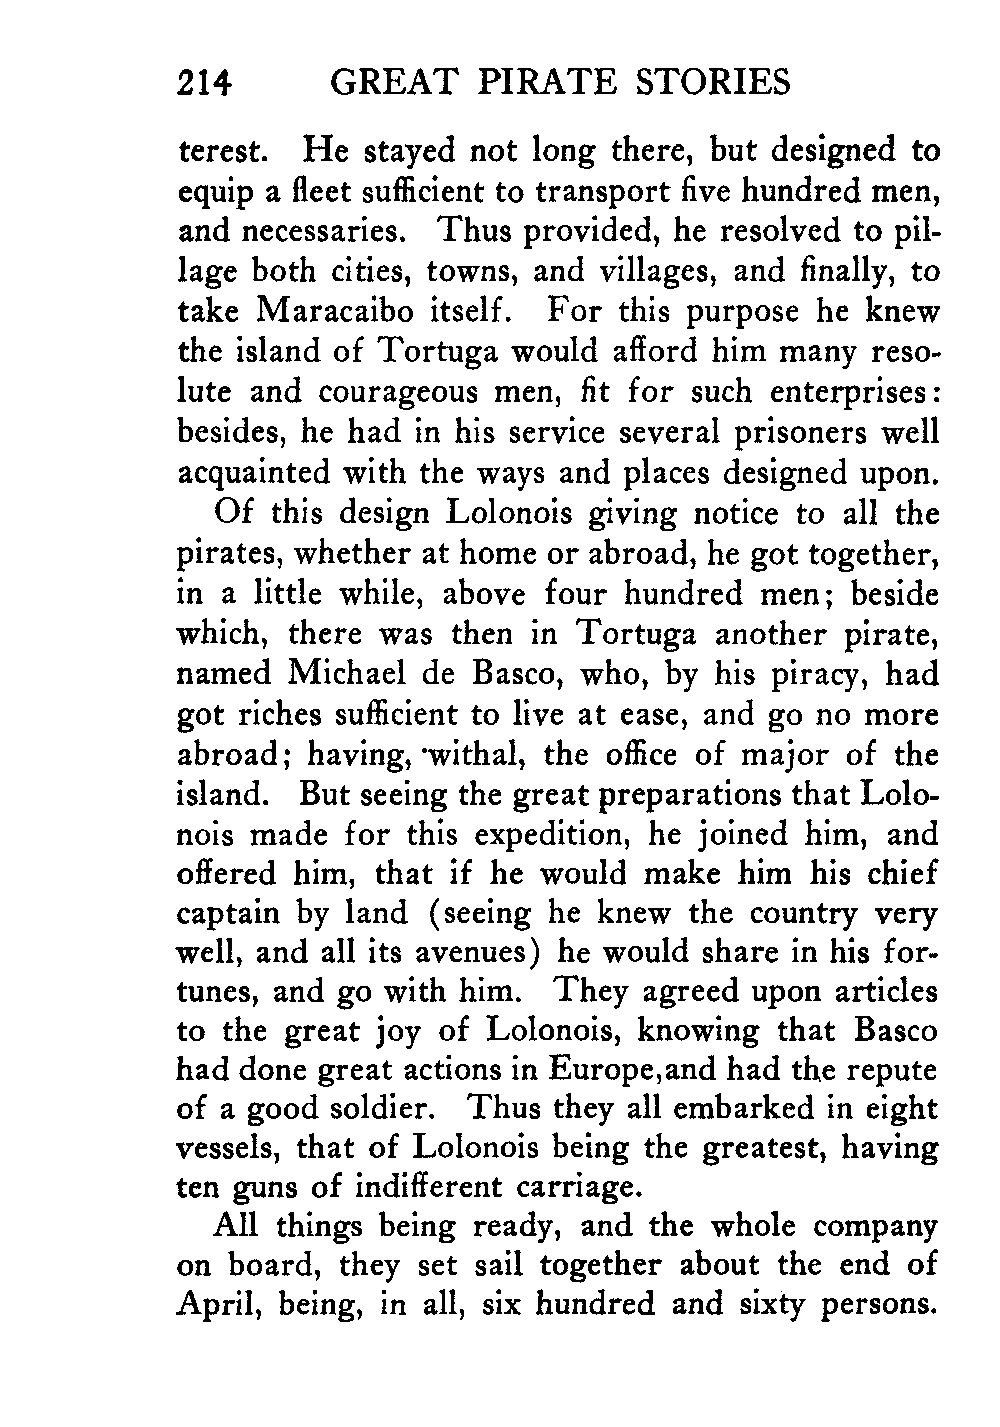 214 GREAT PIRATE STORIES
terest. He stayed not long there, but designed to
equip a fleet sufficient to transport five hundred men,
and necessaries. Thus provided, he resolved to pil-
lage both cities, towns, and villages, and finally, to
take Maracaibo itself. For this purpose he knew
the island of Tortuga would afford him many reso-
lute and courageous men, fit for such enterprises:
besides, he had in his service several prisoners well
acquainted with the ways and places designed upon.
Of this design Lolonois giving notice to all the
pirates, whether at home or abroad, he got together,
in a little while, above four hundred men; beside
which, there was then in Tortuga another pirate,
named Michael de Basco, who, by his piracy, had
got riches sufficient to live at ease, and go no more
abroad; having, withal, the office of major of the
island. But seeing the great preparations that Lolo-
nois made for this expedition, he joined him, and
offered him, that if he would make him his chief
captain by land (seeing he knew the country very
well, and all its avenues) he would share in his for-
tunes, and go with him. They agreed upon articles
to the great joy of Lolonois, knowing that Basco
had done great actions in Europe,and had the repute
of a good soldier. Thus they all embarked in eight
vessels, that of Lolonois being the greatest, having
ten guns of indifferent carriage.
All things being ready, and the whole company
on board, they set sail together about the end of
April, being, in all, six hundred and sixty persons.